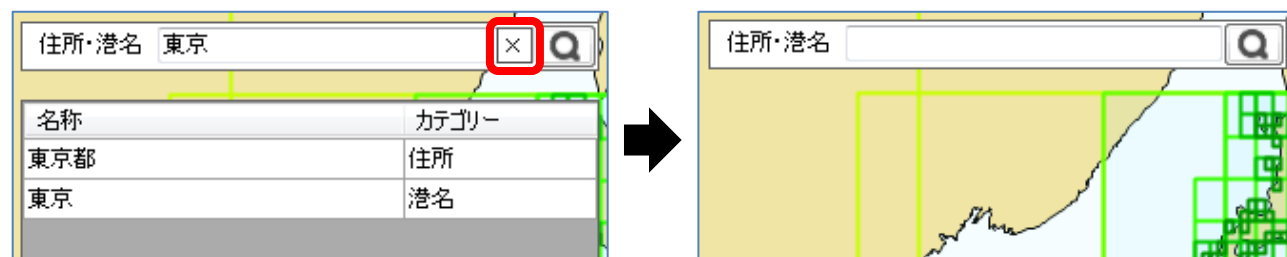 住所・港名 東京 ×
名称 カテゴリー
東京都 住所
東京 港名
住所・港名